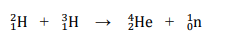 ²₁H + ³₁H → ⁴₂He + ¹₀n